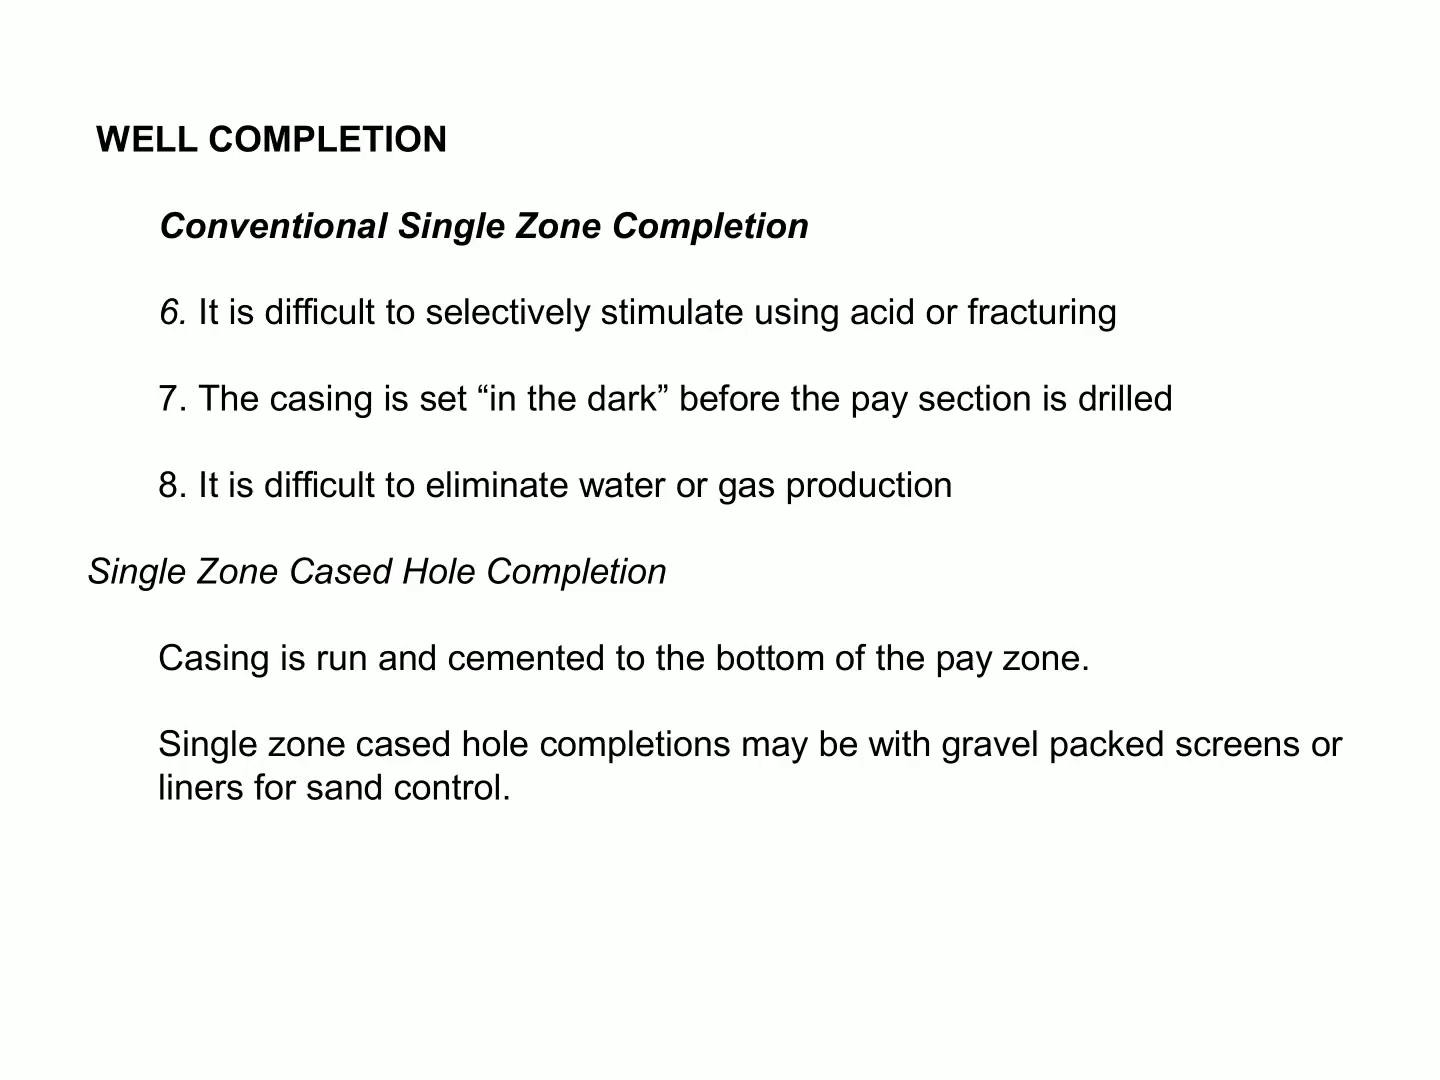 WELL COMPLETION
Conventional Single Zone Completion
6. It is difficult to selectively stimulate using acid or fracturing
7. The casing is set “in the dark” before the pay section is drilled
8. It is difficult to eliminate water or gas production
Single Zone Cased Hole Completion
Casing is run and cemented to the bottom of the pay zone.
Single zone cased hole completions may be with gravel packed screens or
liners for sand control.